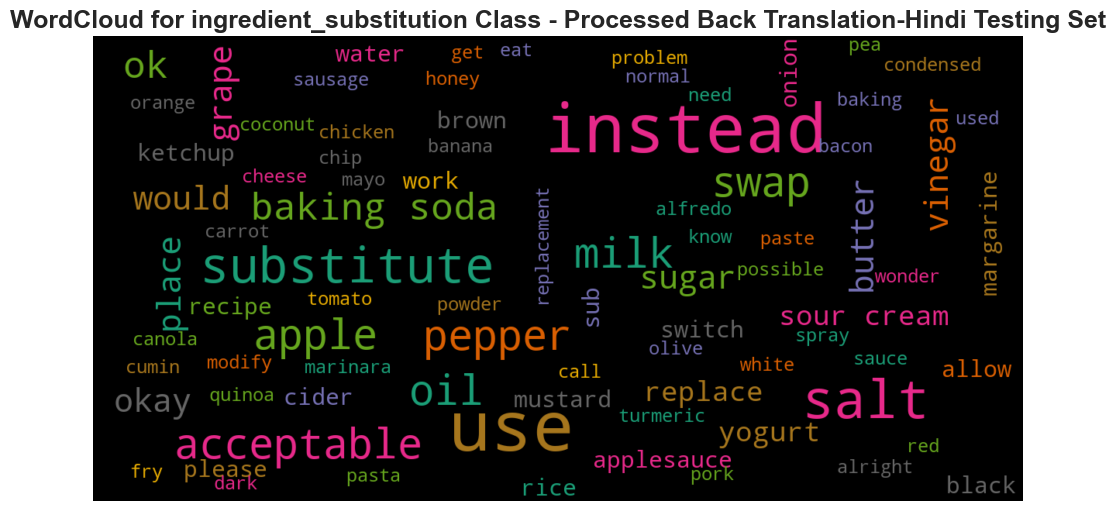 WordCloud for ingredient_substitution Class - Processed Back Translation-Hindi Testing Set
ok
grape
water
get
eat
problem
onion
pea
condensed
sausage
honey
normal
need
baking
used
orange
coconut
chicken
brown
instead
vinegar
ketchup
chip
banana
bacon
cheese
mayo
work
swap
butter
margarine
would
baking soda
replacement
alfredo
carrot
know
paste
place
substitute
milk
sugar
possible
wonder
recipe
tomato
powder
sub
sour cream
canola
apple
pepper
switch
spray
olive
cumin
modify
marinara
call
white
sauce
allow
okay
quinoa
cider
oil
mustard
replace
salt
turmeric
use
acceptable
yogurt
red
fry
please
dark
pasta
applesauce
pork
alright
rice
black